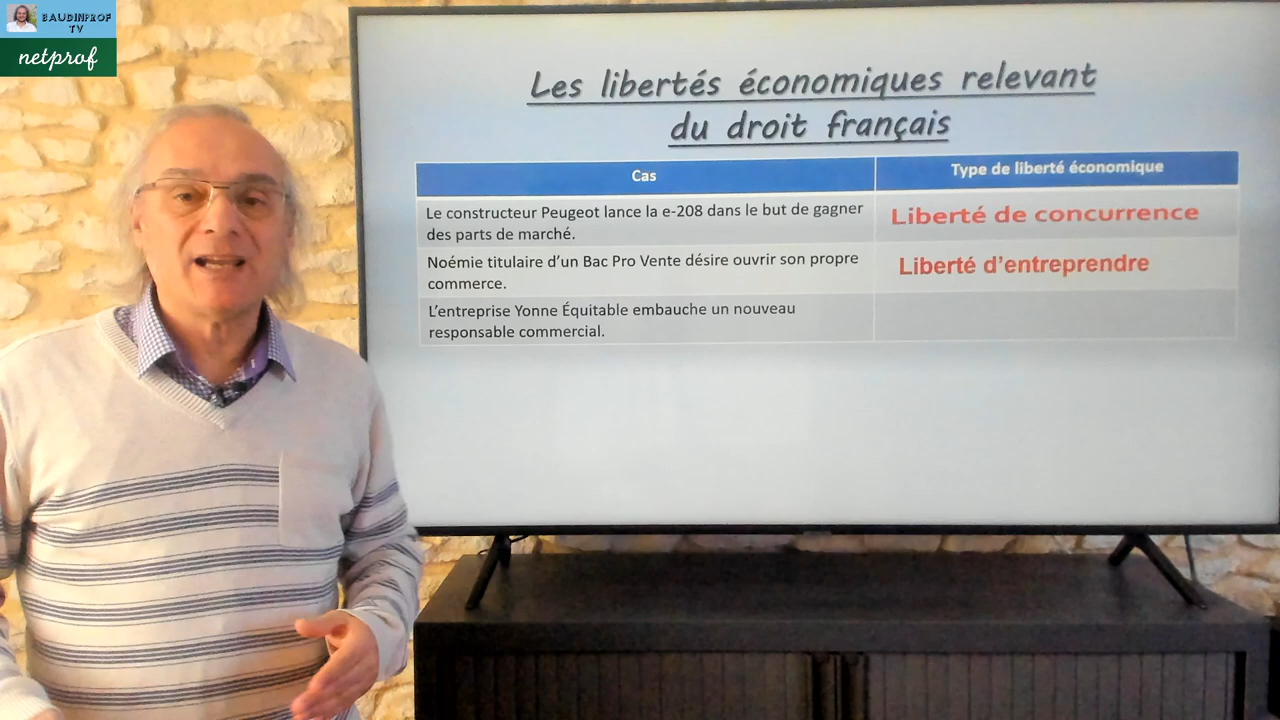 BAUDINPROF
TV
netprof
Les libertés économiques relevant
du droit français
Cas
Type de liberté économique
Le constructeur Peugeot lance la e-208 dans le but de gagner
des parts de marché.
Liberté de concurrence
Noémie titulaire d’un Bac Pro Vente désire ouvrir son propre
commerce.
Liberté d’entreprendre
L’entreprise Yonne Équitable embauche un nouveau
responsable commercial.